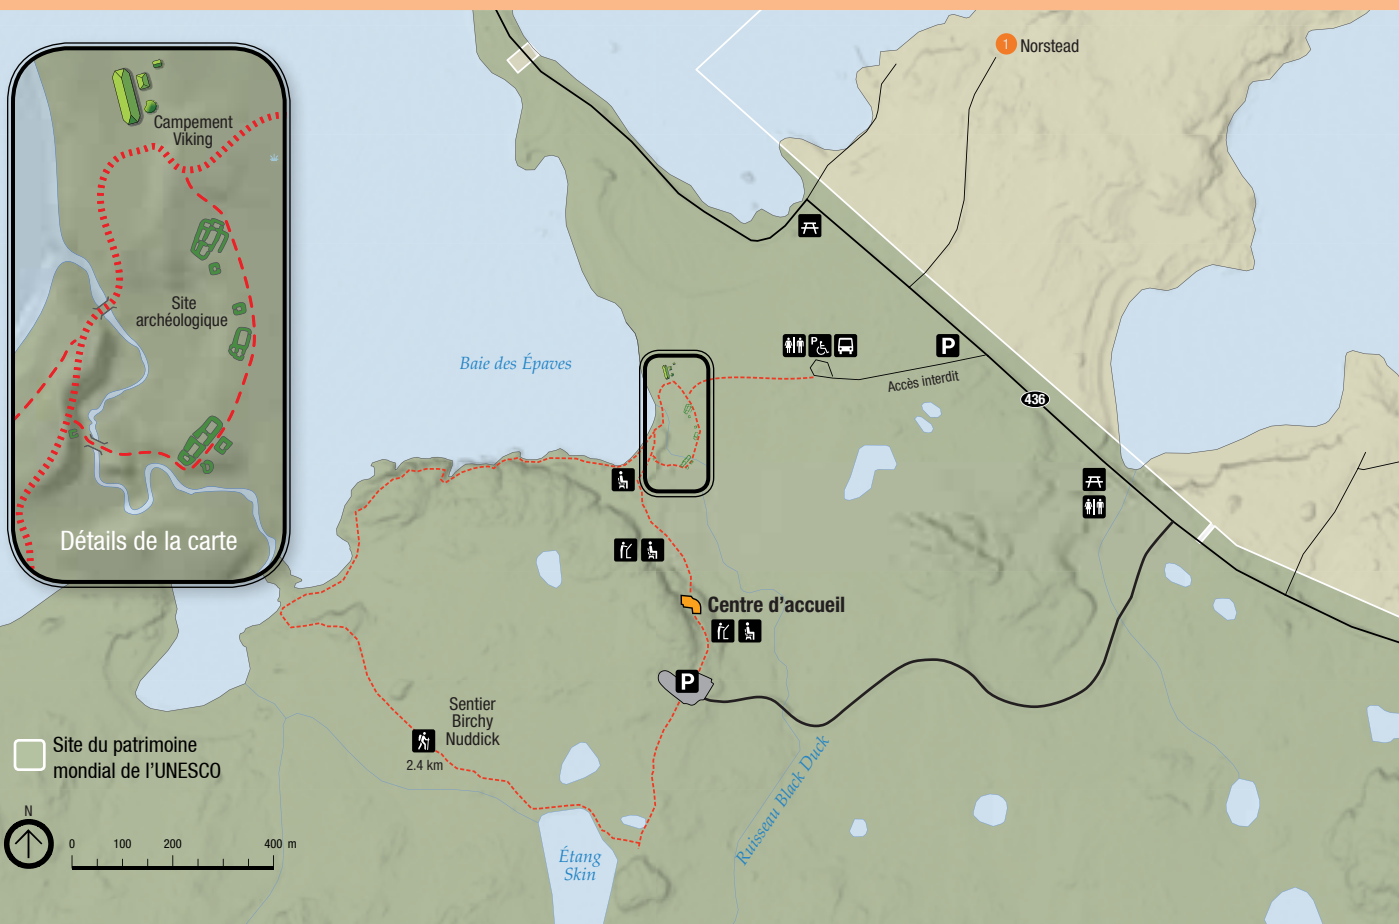 1 Norstead
Campement
Viking
Site
archéologique
Détails de la carte
Baie des Épaves
P
P
Accès interdit
436
Centre d'accueil
P
Sentier
Birchy
Nuddick
2.4 km
Ruisseau Black Duck
Étang
Skin
Site du patrimoine
mondial de l'UNESCO
N
0 100 200 400 m